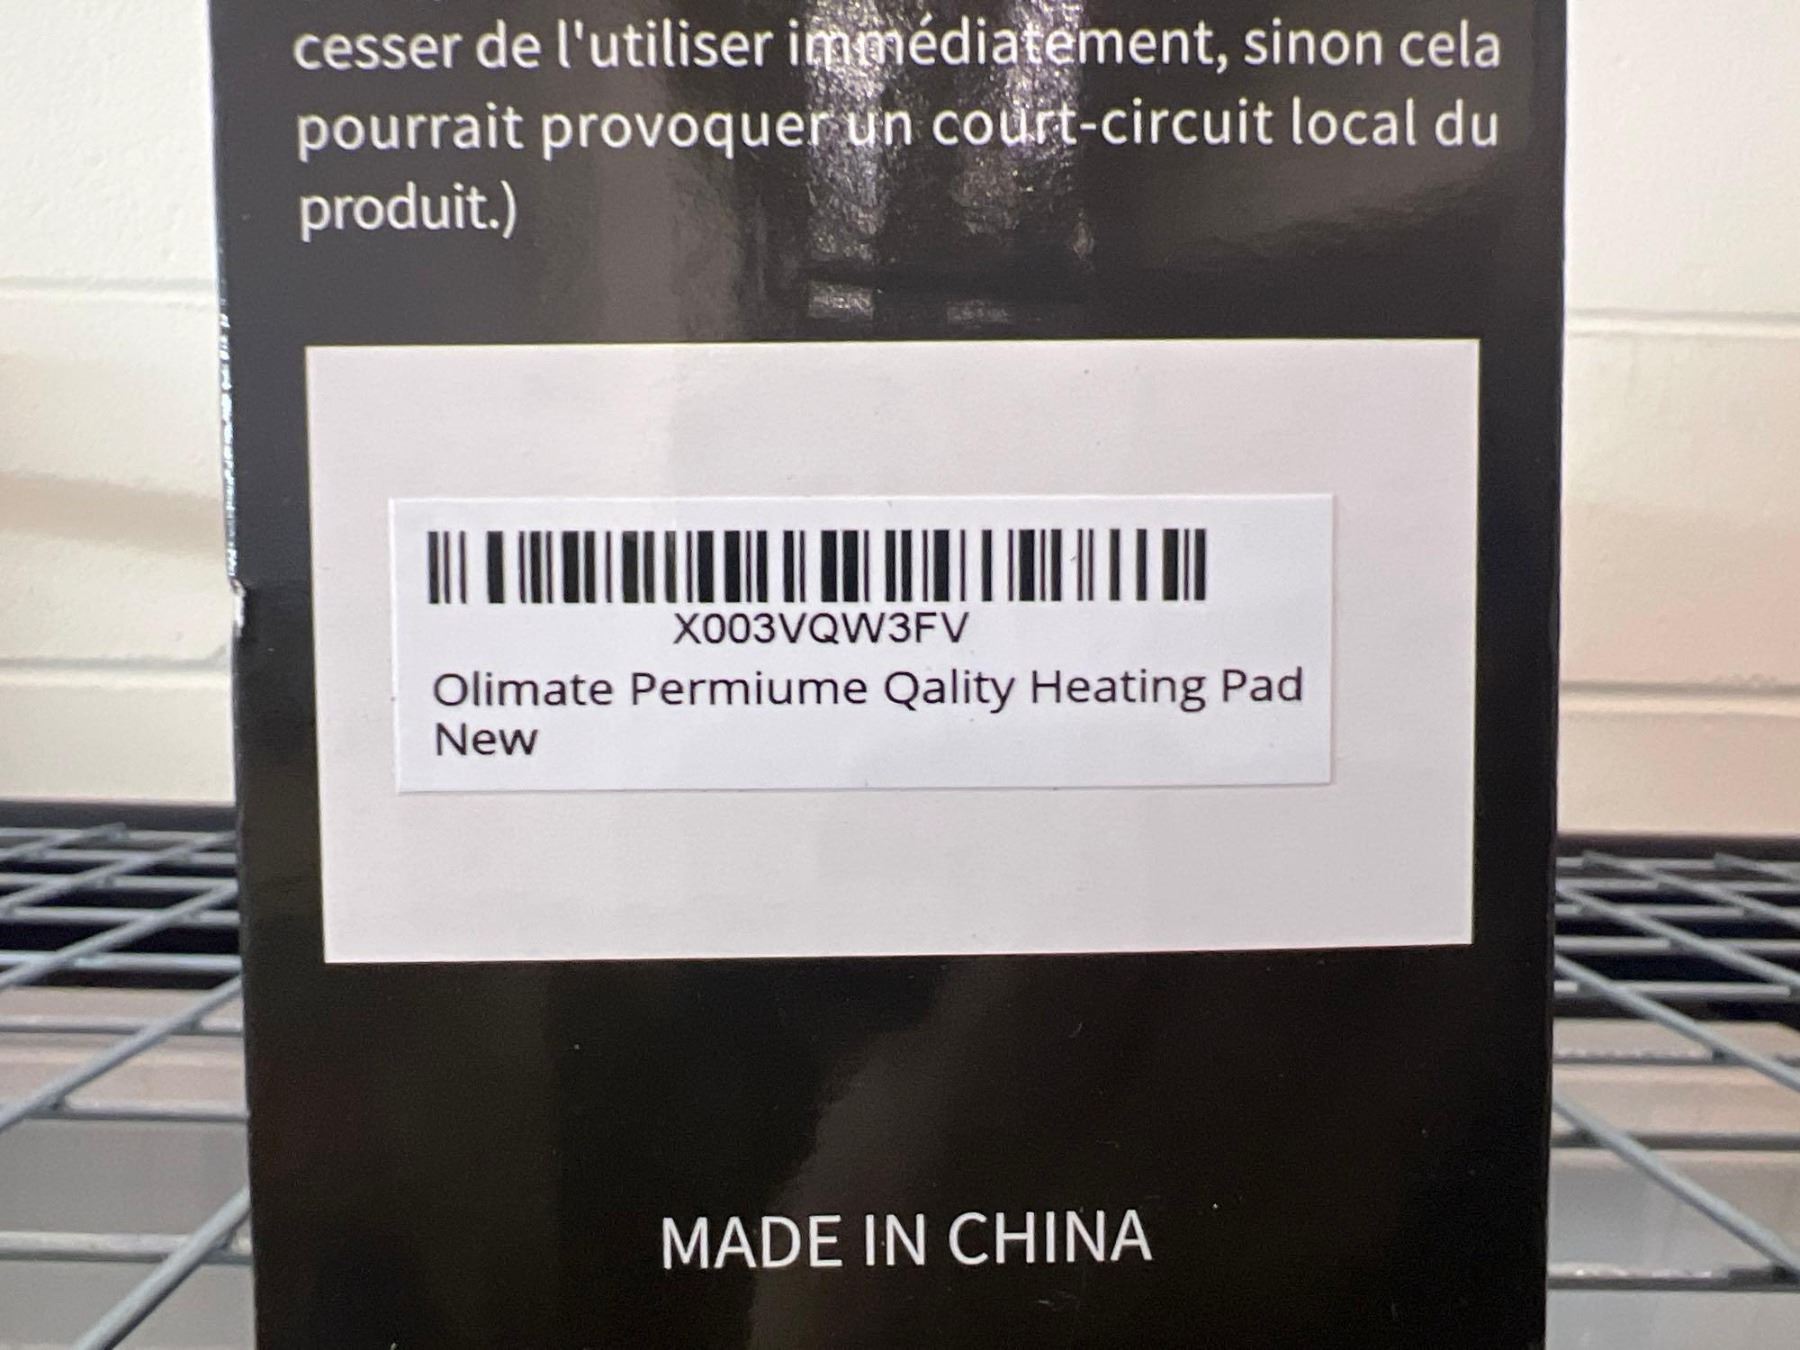 cesser de l'utiliser immédiatement, sinon cela
pourrait provoquer un court-circuit local du
produit.)
X003VQW3FV
Olimate Permiume Qality Heating Pad
New
MADE IN CHINA